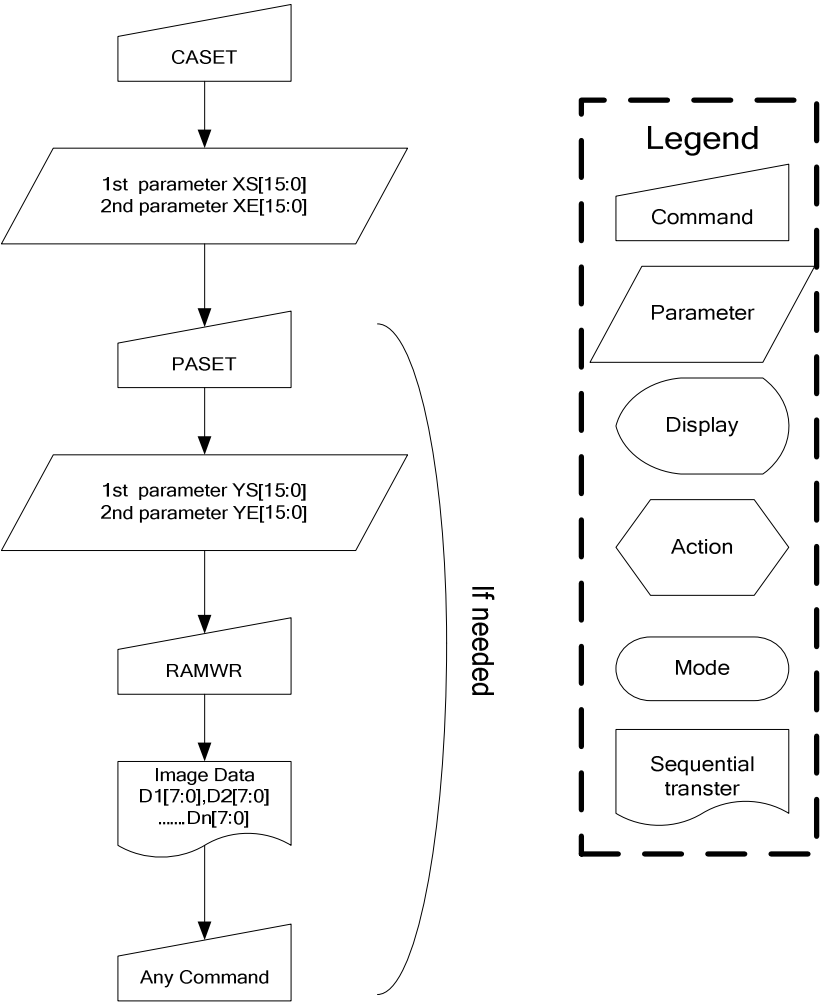 CASET
1st parameter XS[15:0]
2nd parameter XE[15:0]
PASET
1st parameter YS[15:0]
2nd parameter YE[15:0]
RAMWR
Image Data
D1[7:0],D2[7:0]
.......Dn[7:0]
Any Command
If needed
Legend
Command
Parameter
Display
Action
Mode
Sequential
transter